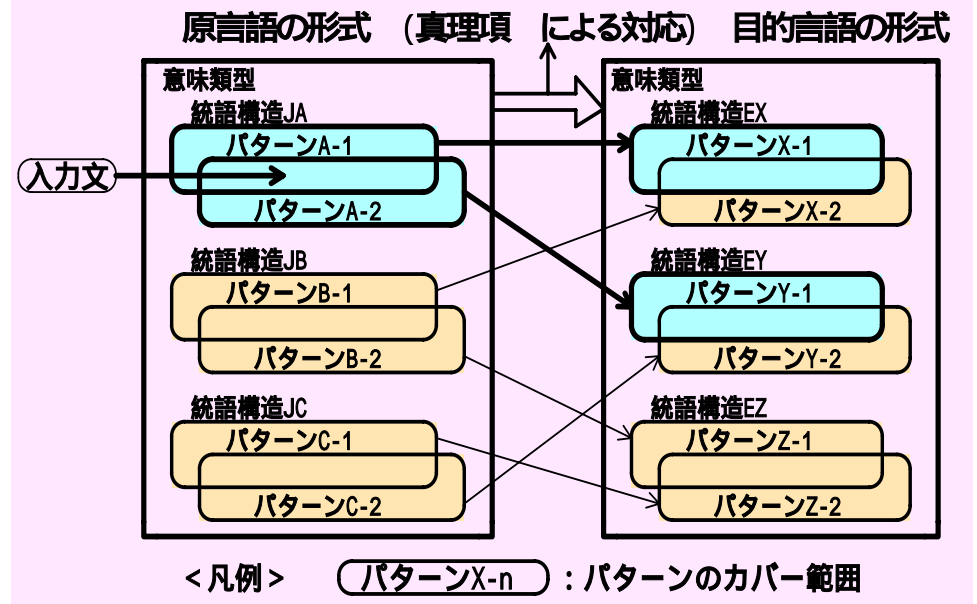 原言語の形式 (真理項 による対応) 目的言語の形式
意味類型
統語構造JA
パターンA-1
入力文
パターンA-2
統語構造JB
パターンB-1
パターンB-2
統語構造JC
パターンC-1
パターンC-2
意味類型
統語構造EX
パターンX-1
パターンX-2
統語構造EY
パターンY-1
パターンY-2
統語構造EZ
パターンZ-1
パターンZ-2
<凡例> パターンX-n :パターンのカバー範囲